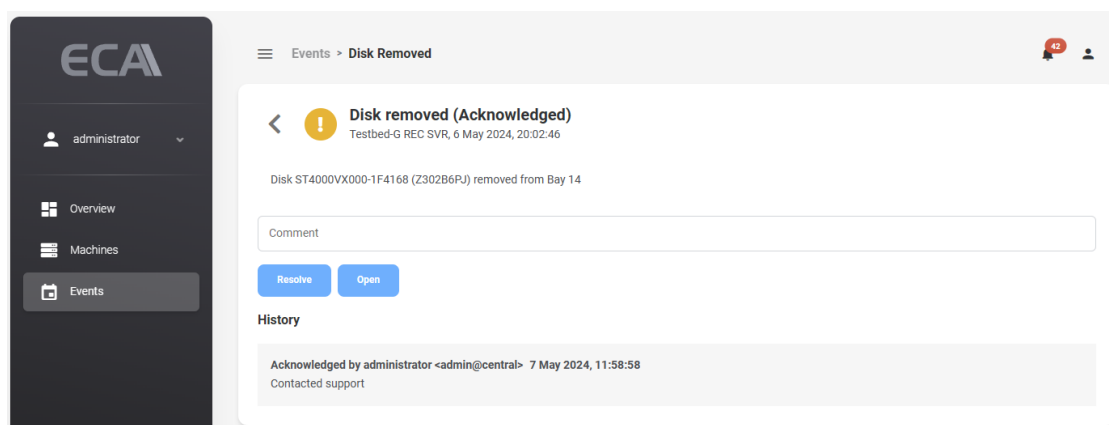 ECA
Events > Disk Removed
42
administrator
Overview
Machines
Events
Disk removed (Acknowledged)
Testbed-G REC SVR, 6 May 2024, 20:02:46
Disk ST4000VX000-1F4168 (Z302B6PJ) removed from Bay 14
Comment
Resolve
Open
History
Acknowledged by administrator <admin@central> 7 May 2024, 11:58:58
Contacted support